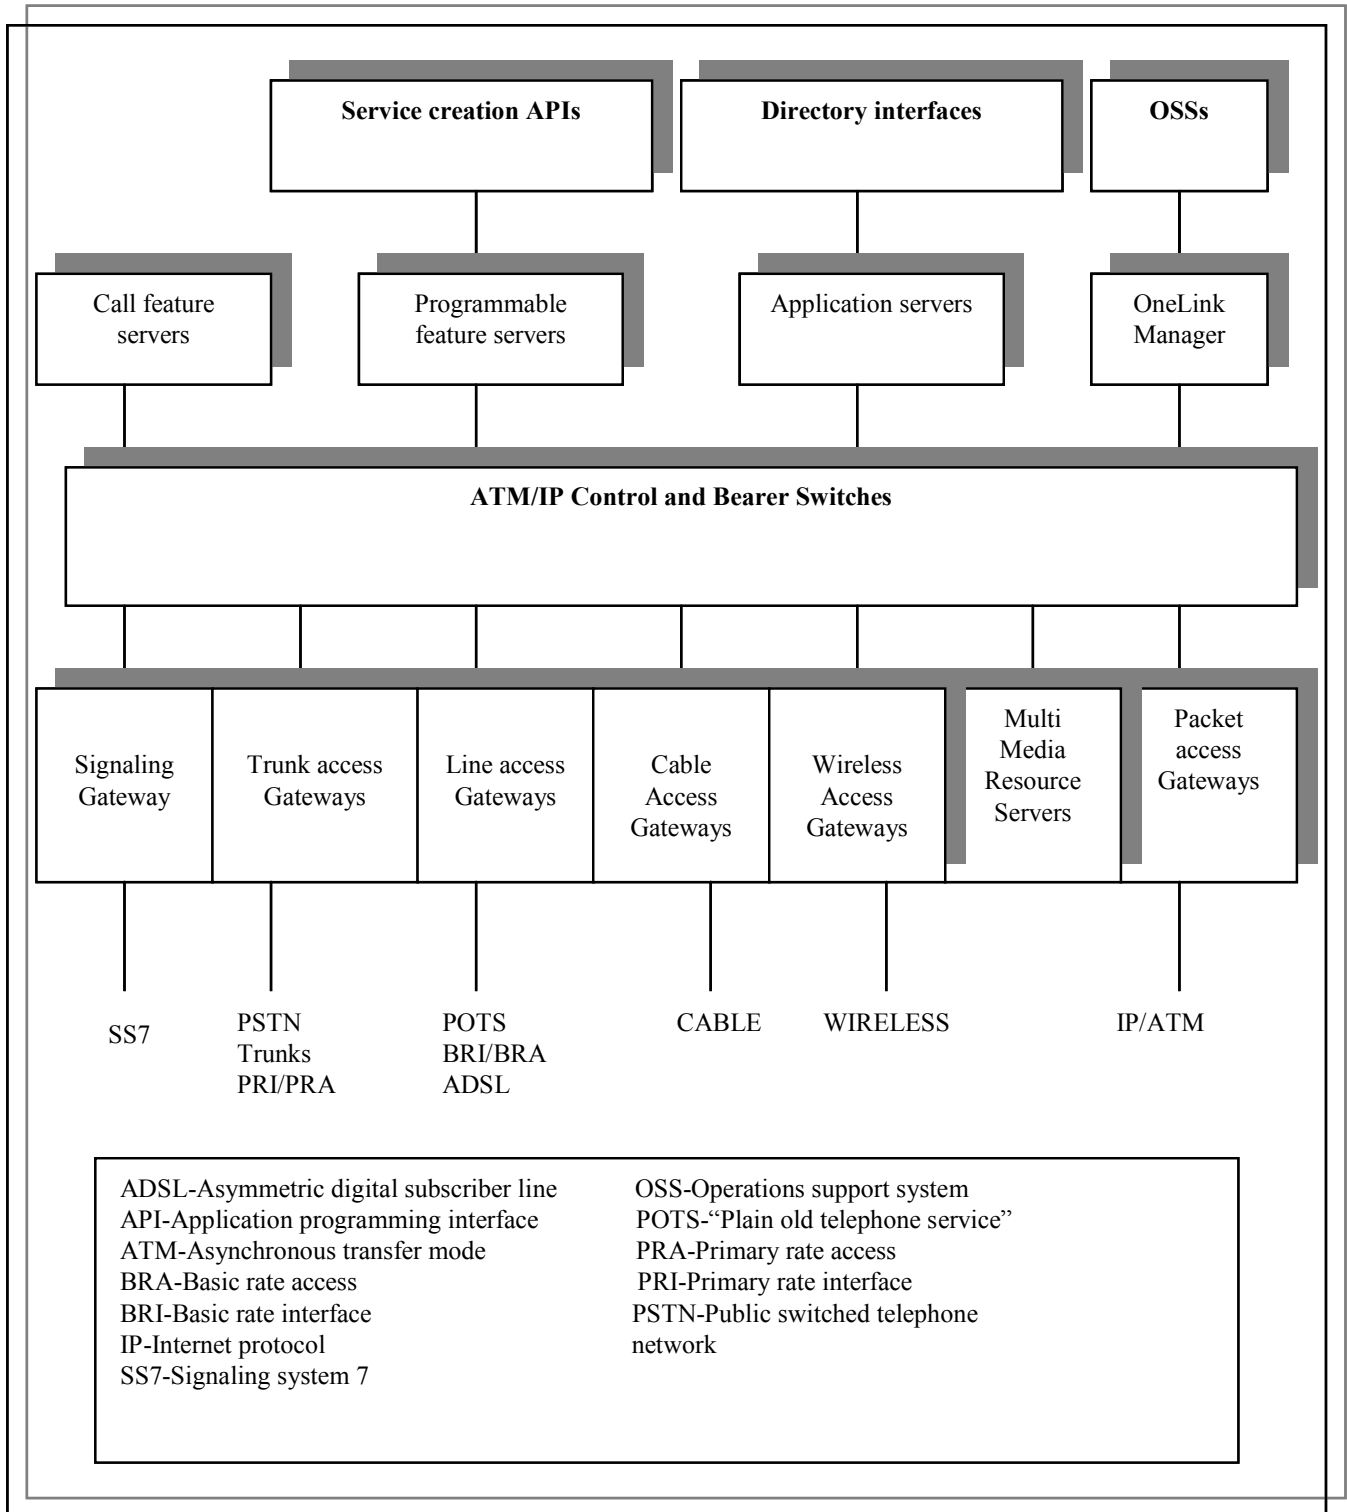 Service creation APIs
Directory interfaces
OSSs
Call feature
servers
Programmable
feature servers
Application servers
OneLink
Manager
ATM/IP Control and Bearer Switches
Signaling
Gateway
Trunk access
Gateways
Line access
Gateways
Cable
Access
Gateways
Wireless
Access
Gateways
Multi
Media
Resource
Servers
Packet
access
Gateways
SS7
PSTN
Trunks
PRI/PRA
POTS
BRI/BRA
ADSL
CABLE
WIRELESS
IP/ATM
ADSL-Asymmetric digital subscriber line
API-Application programming interface
ATM-Asynchronous transfer mode
BRA-Basic rate access
BRI-Basic rate interface
IP-Internet protocol
SS7-Signaling system 7
OSS-Operations support system
POTS-“Plain old telephone service”
PRA-Primary rate access
PRI-Primary rate interface
PSTN-Public switched telephone
network